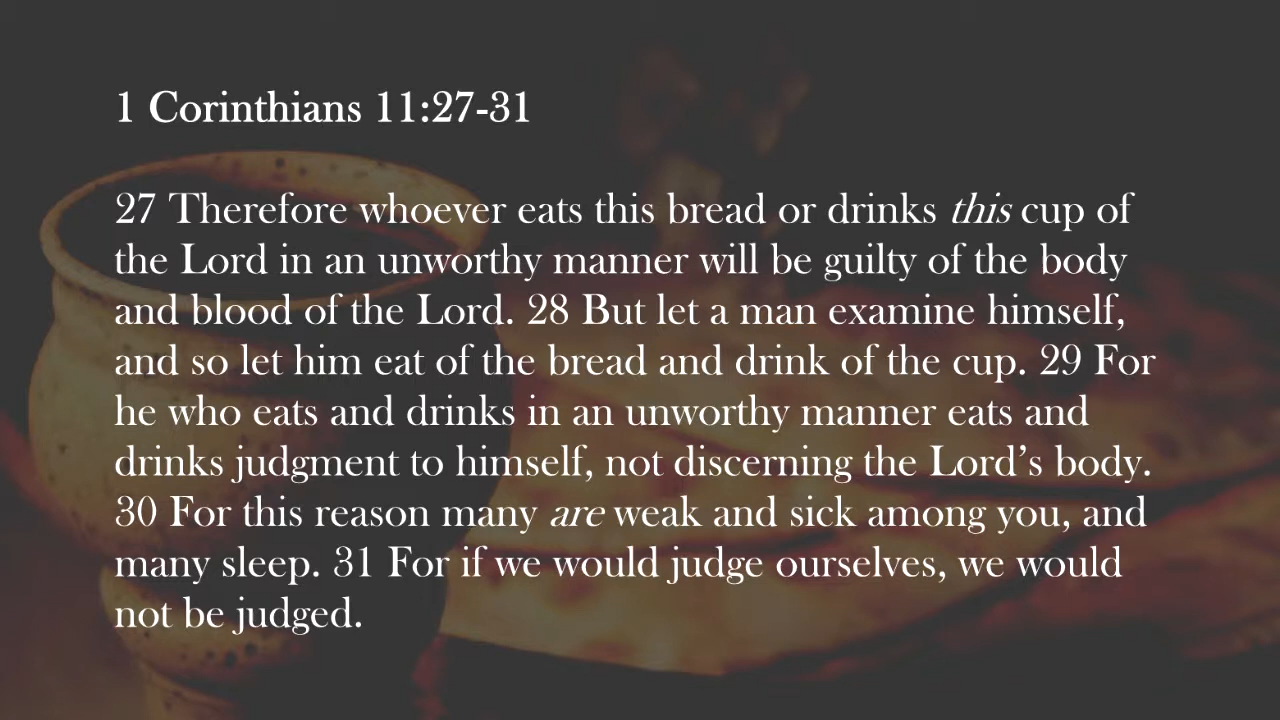 1 Corinthians 11:27-31
27 Therefore whoever eats this bread or drinks this cup of
the Lord in an unworthy manner will be guilty of the body
and blood of the Lord. 28 But let a man examine himself,
and so let him eat of the bread and drink of the cup. 29 For
he who eats and drinks in an unworthy manner eats and
drinks judgment to himself, not discerning the Lord’s body.
30 For this reason many are weak and sick among you, and
many sleep. 31 For if we would judge ourselves, we would
not be judged.